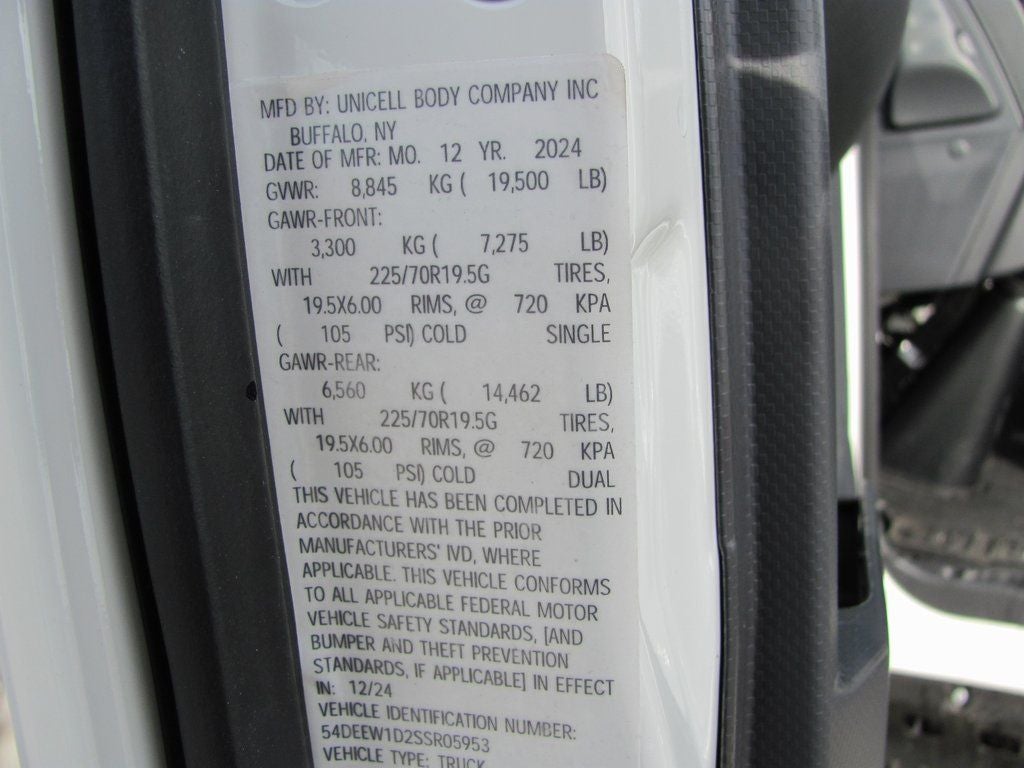 MFD BY: UNICELL BODY COMPANY INC
BUFFALO, NY
DATE OF MFR: MO. 12 YR. 2024
GVWR: 8,845 KG ( 19,500 LB)
GAWR-FRONT:
3,300 KG ( 7,275 LB)
WITH 225/70R19.5G TIRES,
19.5X6.00 RIMS, @ 720 KPA
( 105 PSI) COLD SINGLE
GAWR-REAR:
6,560 KG ( 14,462 LB)
WITH 225/70R19.5G TIRES,
19.5X6.00 RIMS, @ 720 KPA
( 105 PSI) COLD DUAL
THIS VEHICLE HAS BEEN COMPLETED IN
ACCORDANCE WITH THE PRIOR
MANUFACTURERS' IVD, WHERE
APPLICABLE. THIS VEHICLE CONFORMS
TO ALL APPLICABLE FEDERAL MOTOR
VEHICLE SAFETY STANDARDS, [AND
BUMPER AND THEFT PREVENTION
STANDARDS, IF APPLICABLE] IN EFFECT
IN: 12/24
VEHICLE IDENTIFICATION NUMBER:
54DEEW1D2SSR05953
VEHICLE TYPE: TRUCK